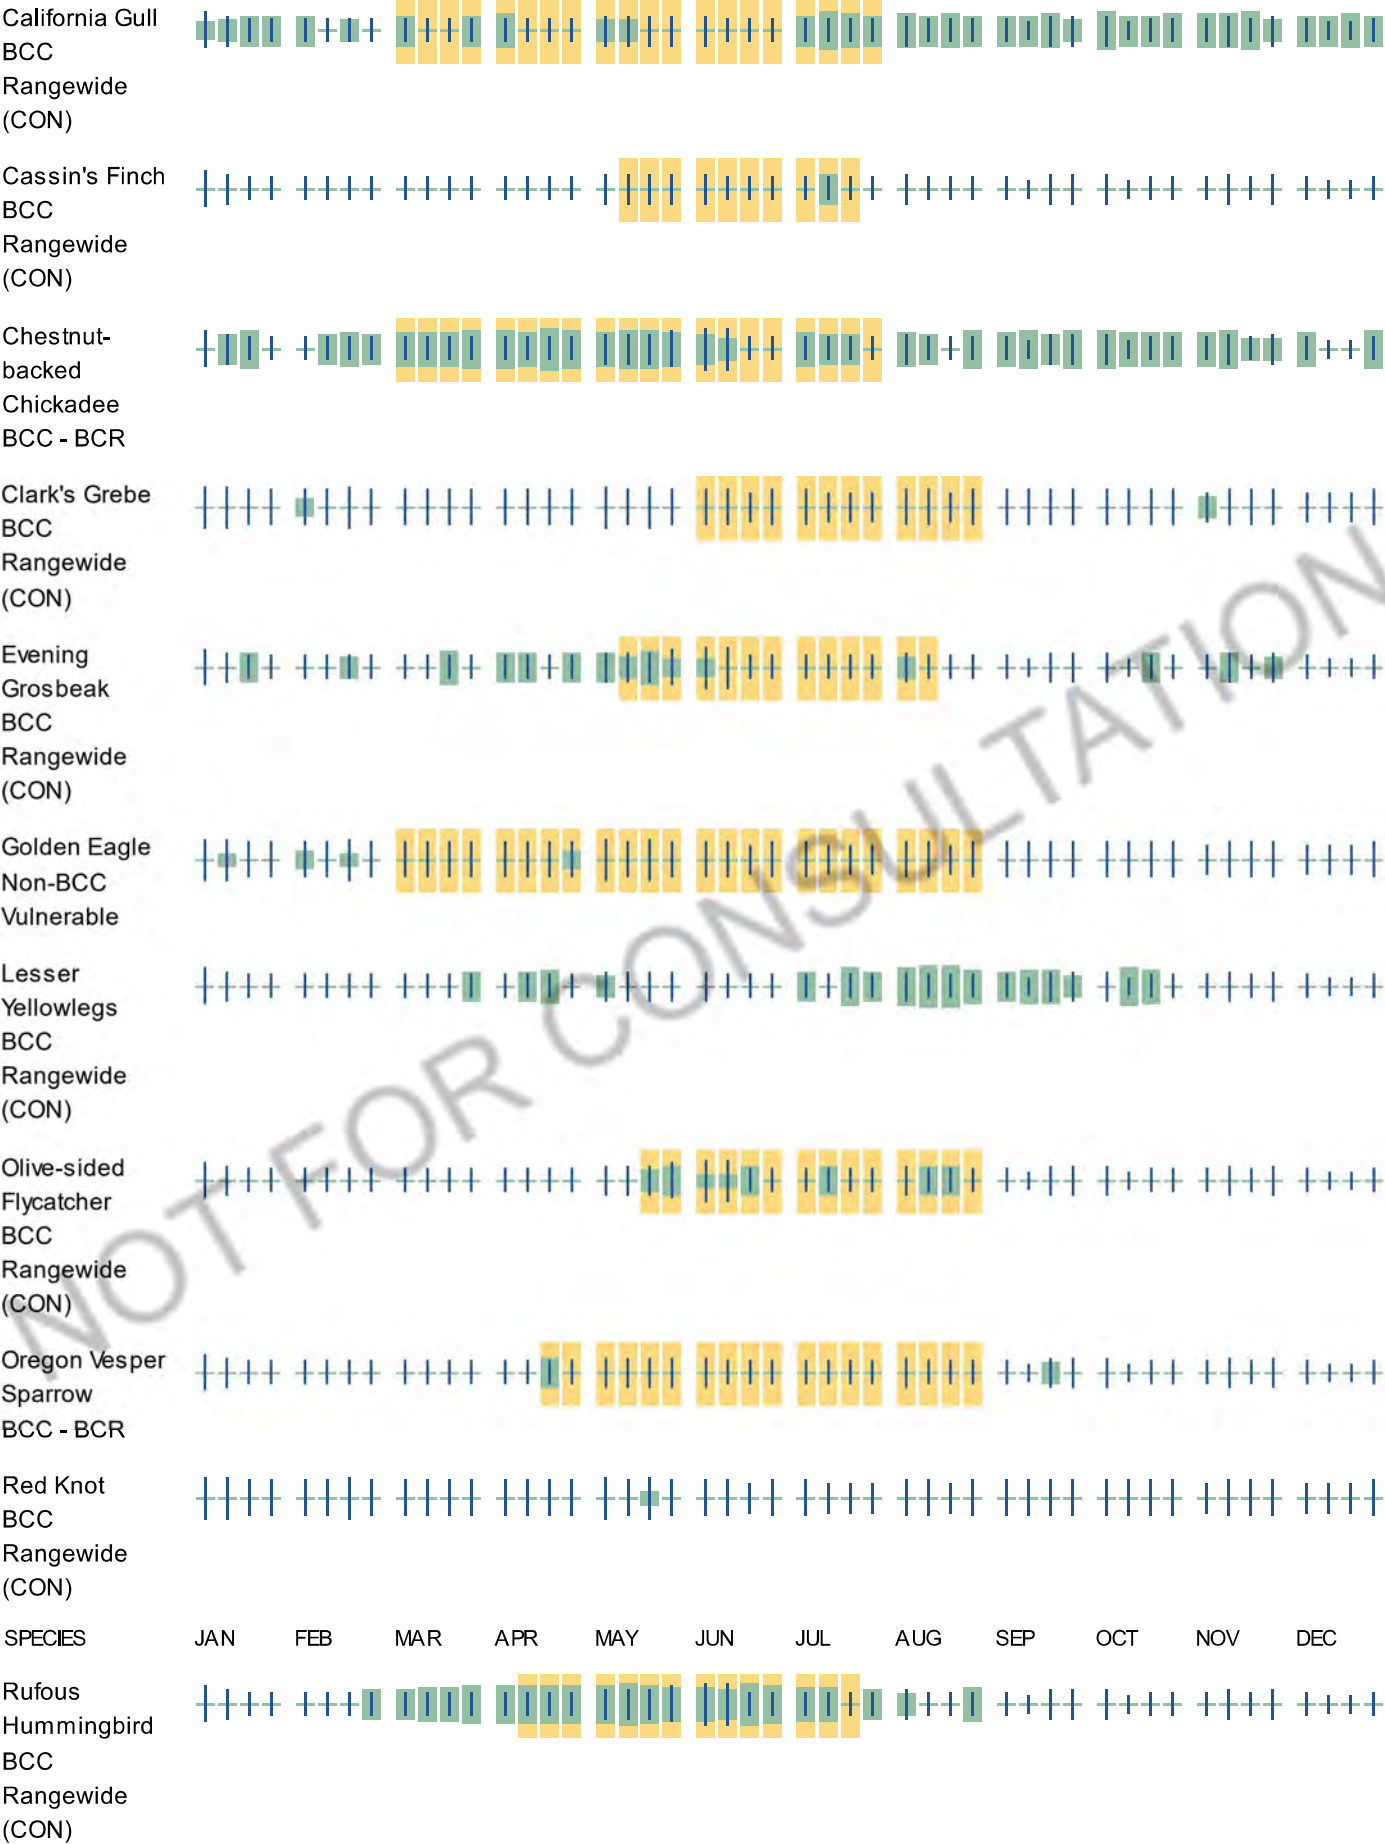 California Gull
BCC
Rangewide
(CON)
Cassin's Finch
BCC
Rangewide
(CON)
Chestnut-
backed
Chickadee
BCC - BCR
Clark's Grebe
BCC
Rangewide
(CON)
Evening
Grosbeak
BCC
Rangewide
(CON)
Golden Eagle
Non-BCC
Vulnerable
Lesser
Yellowlegs
BCC
Rangewide
(CON)
Olive-sided
Flycatcher
BCC
Rangewide
(CON)
Oregon Vesper
Sparrow
BCC - BCR
Red Knot
BCC
Rangewide
(CON)
SPECIES JAN FEB MAR APR MAY JUN JUL AUG SEP OCT NOV DEC
Rufous
Hummingbird
BCC
Rangewide
(CON)
NOT FOR CONSULTATION